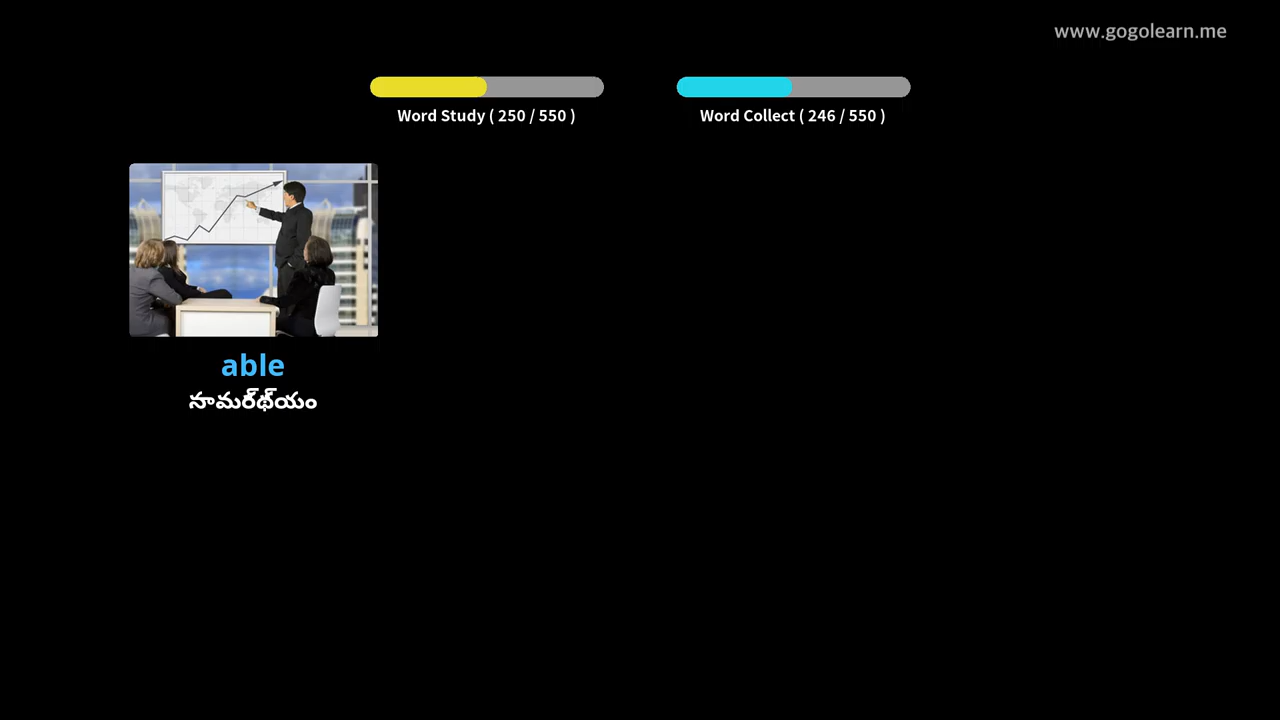 www.gogolearn.me
Word Study ( 250 / 550 )
Word Collect ( 246 / 550 )
able
సామర్‌థ్‌యం